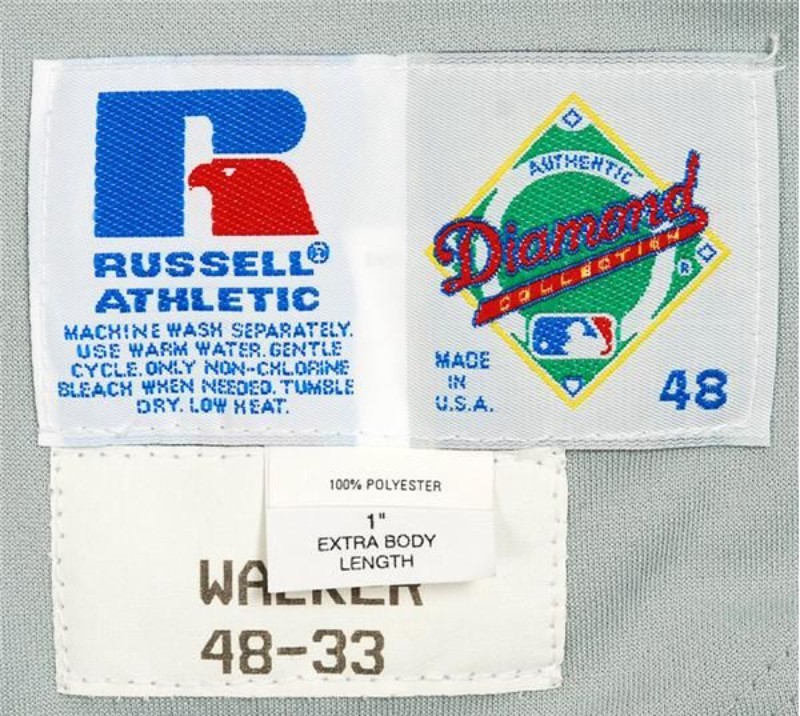 RUSSELL®
ATHLETIC
MACHINE WASH SEPARATELY.
USE WARM WATER. GENTLE
CYCLE. ONLY NON-CHLORINE
BLEACH WHEN NEEDED. TUMBLE
DRY. LOW HEAT.
AUTHENTIC
Diamond
COLLECTION
®
MADE
IN
U.S.A.
48
100% POLYESTER
1"
EXTRA BODY
LENGTH
WALKER
48-33